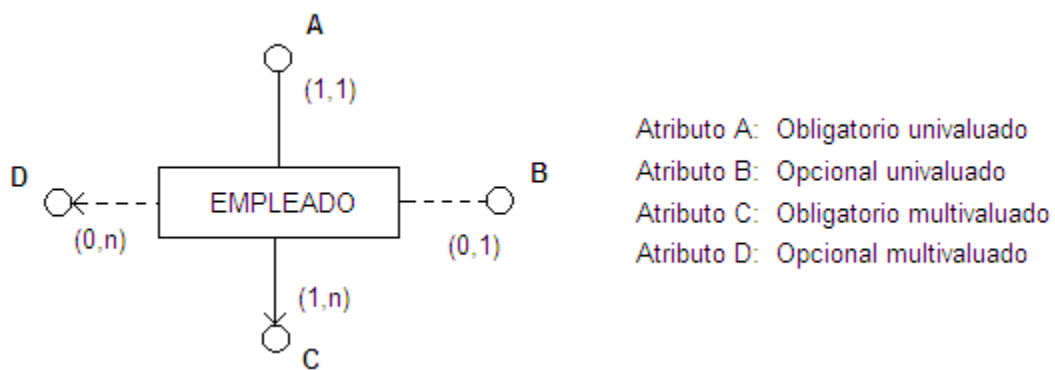 A
(1,1)
D
EMPLEADO
B
(0,n)
(0,1)
(1,n)
C
Atributo A: Obligatorio univaluado
Atributo B: Opcional univaluado
Atributo C: Obligatorio multivaluado
Atributo D: Opcional multivaluado